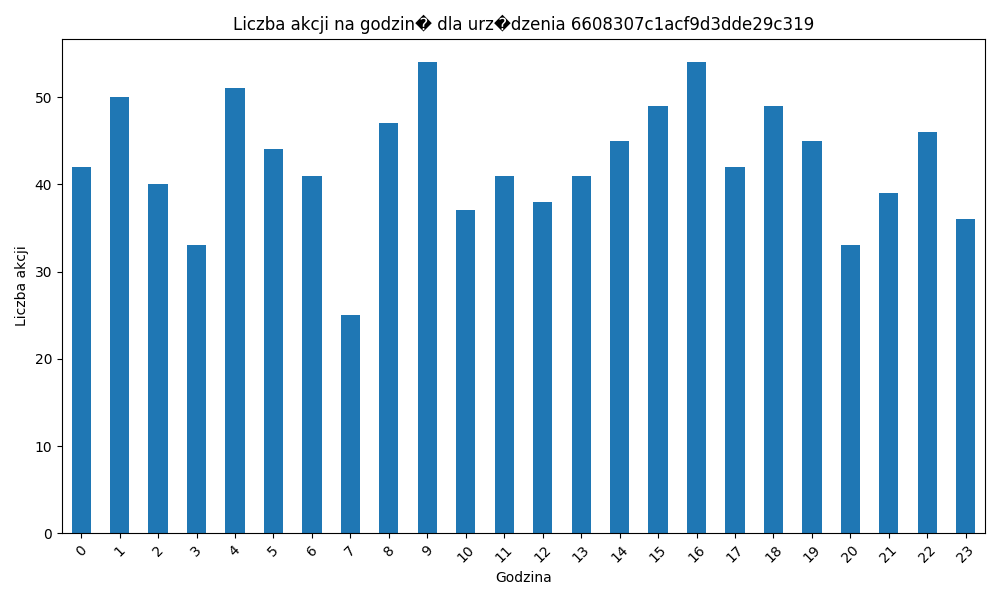 Liczba akcji na godzin� dla urz�dzenia 6608307c1acf9d3dde29c319
Liczba akcji
50
40
30
20
10
0
0 1 2 3 4 5 6 7 8 9 10 11 12 13 14 15 16 17 18 19 20 21 22 23
Godzina